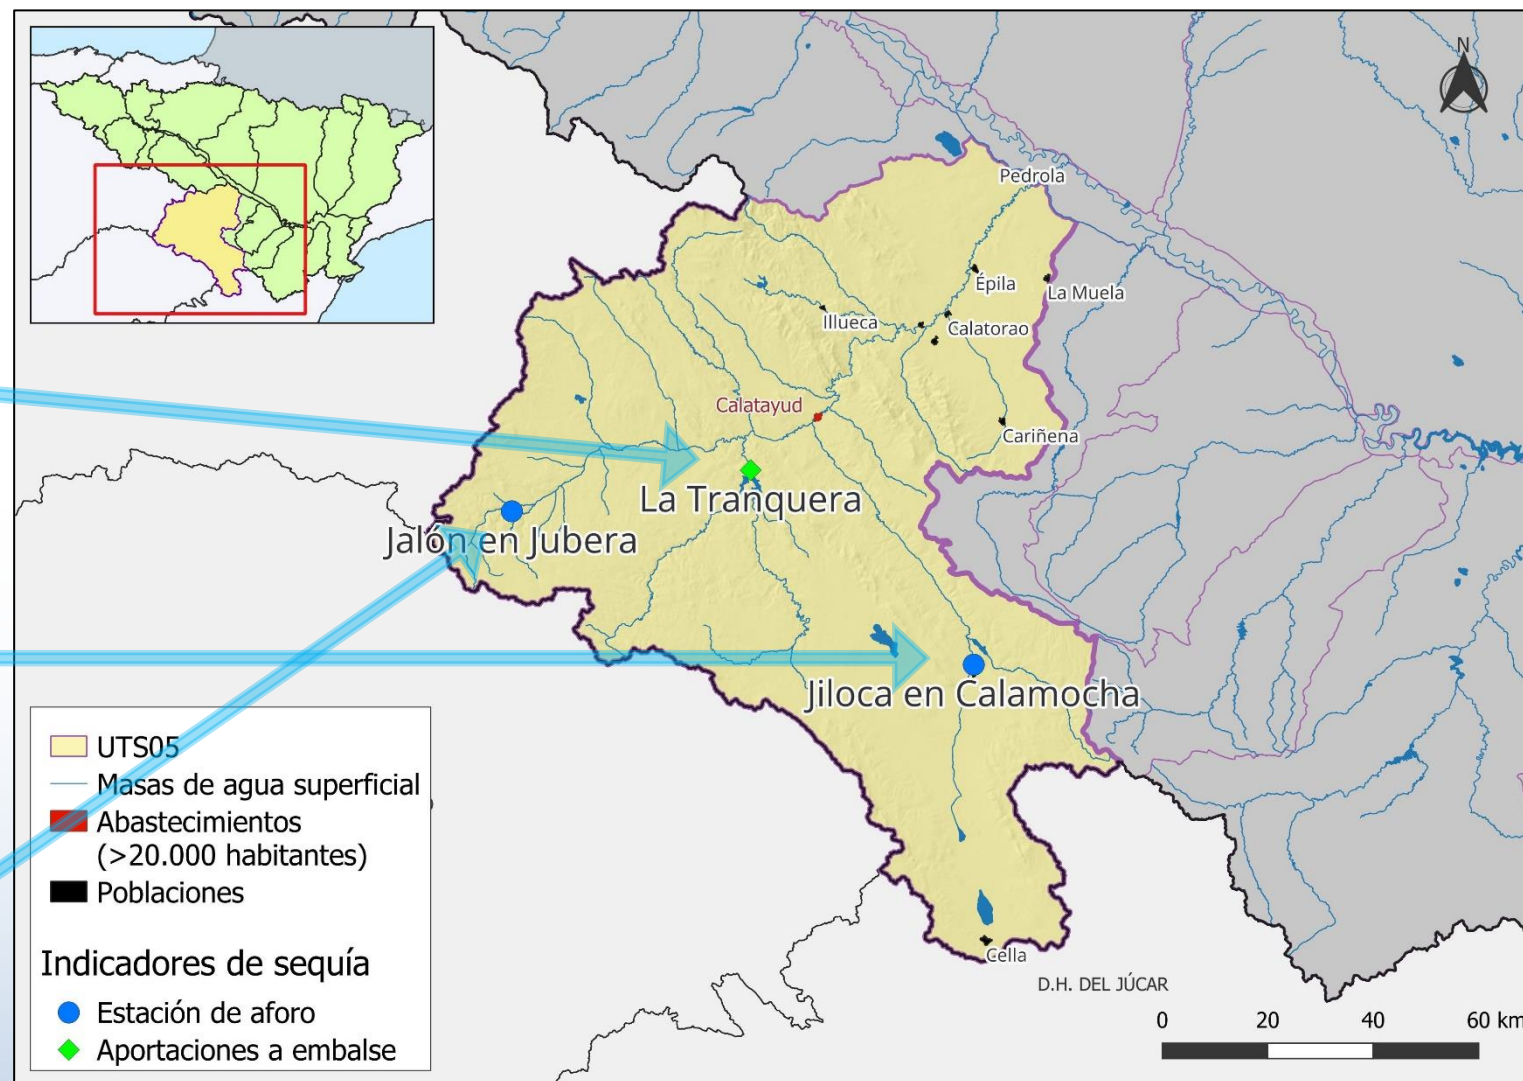 N
Pedrola
Épila
La Muela
Illueca
Calatorao
Calatayud
Cariñena
La Tranquera
Jalón en Jubera
Jiloca en Calamocha
Cella
D.H. DEL JÚCAR
UTS05
Masas de agua superficial
Abastecimientos
(>20.000 habitantes)
Poblaciones
Indicadores de sequía
Estación de aforo
Aportaciones a embalse
0 20 40 60 km